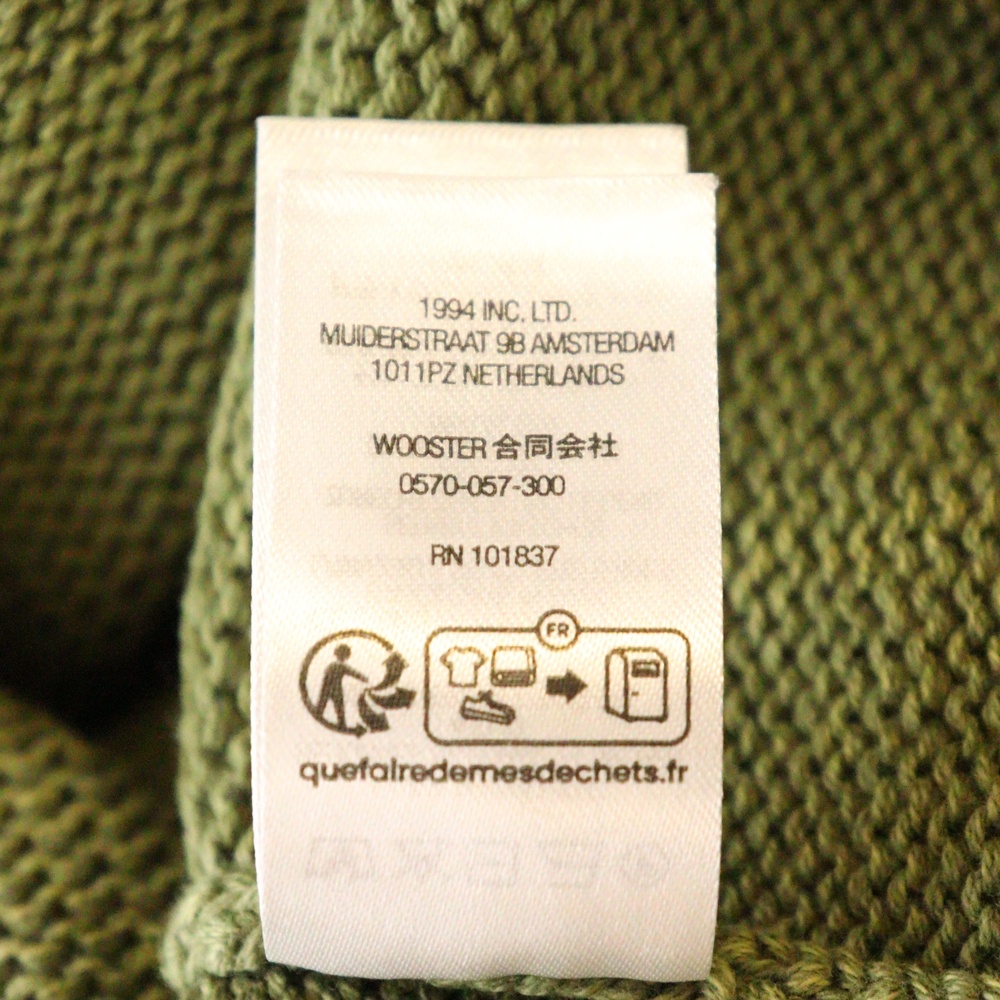 1994 INC. LTD.
MUIDERSTRAAT 9B AMSTERDAM
1011PZ NETHERLANDS
WOOSTER 合同会社
0570-057-300
RN 101837
FR
quefairedemesdechets.fr